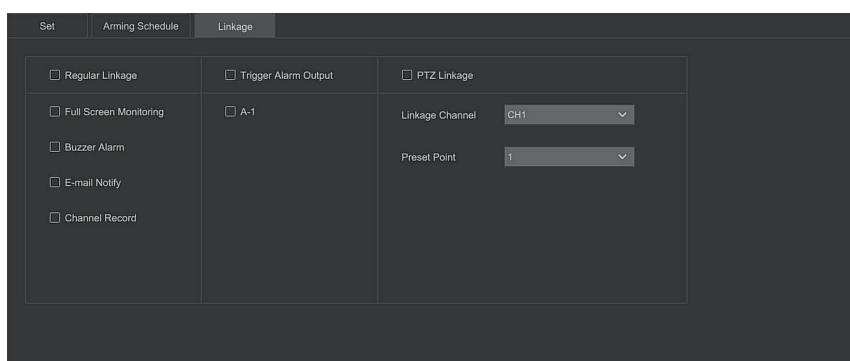 Set Arming Schedule Linkage
Regular Linkage Trigger Alarm Output PTZ Linkage
Full Screen Monitoring A-1 Linkage Channel CH1
Buzzer Alarm Preset Point 1
E-mail Notify
Channel Record